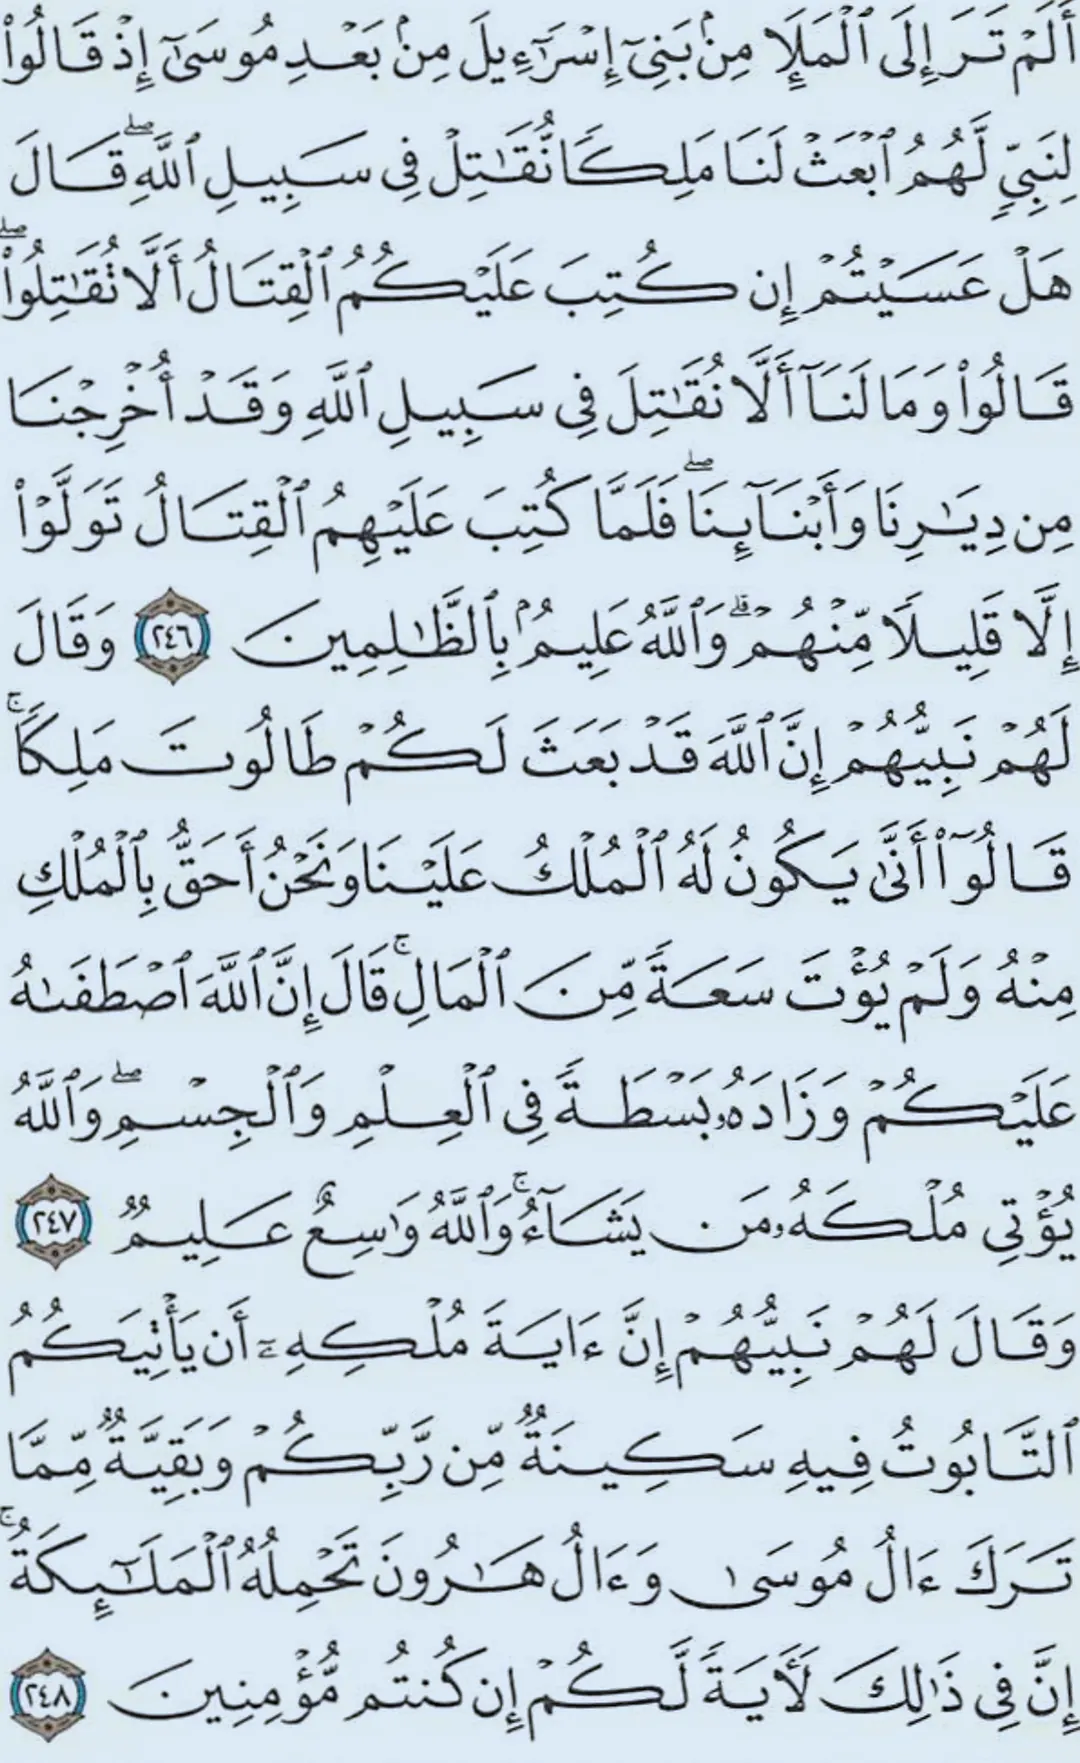 أَلَمْ تَرَ إِلَى ٱلْمَلَإِ مِنۢ بَنِىٓ إِسْرَٰٓءِيلَ مِنۢ بَعْدِ مُوسَىٰٓ إِذْ قَالُوا۟
لِنَبِىٍّ لَّهُمُ ٱبْعَثْ لَنَا مَلِكًا نُّقَٰتِلْ فِى سَبِيلِ ٱللَّهِ ۖ قَالَ
هَلْ عَسَيْتُمْ إِن كُتِبَ عَلَيْكُمُ ٱلْقِتَالُ أَلَّا تُقَٰتِلُوا۟ ۖ
قَالُوا۟ وَمَا لَنَآ أَلَّا نُقَٰتِلَ فِى سَبِيلِ ٱللَّهِ وَقَدْ أُخْرِجْنَا
مِن دِيَٰرِنَا وَأَبْنَآئِنَا ۖ فَلَمَّا كُتِبَ عَلَيْهِمُ ٱلْقِتَالُ تَوَلَّوْا۟
إِلَّا قَلِيلًا مِّنْهُمْ ۗ وَٱللَّهُ عَلِيمٌۢ بِٱلظَّٰلِمِينَ ٢٤٦ وَقَالَ
لَهُمْ نَبِيُّهُمْ إِنَّ ٱللَّهَ قَدْ بَعَثَ لَكُمْ طَالُوتَ مَلِكًا ۚ
قَالُوٓا۟ أَنَّىٰ يَكُونُ لَهُ ٱلْمُلْكُ عَلَيْنَا وَنَحْنُ أَحَقُّ بِٱلْمُلْكِ
مِنْهُ وَلَمْ يُؤْتَ سَعَةً مِّنَ ٱلْمَالِ ۚ قَالَ إِنَّ ٱللَّهَ ٱصْطَفَىٰهُ
عَلَيْكُمْ وَزَادَهُۥ بَسْطَةً فِى ٱلْعِلْمِ وَٱلْجِسْمِ ۖ وَٱللَّهُ
يُؤْتِى مُلْكَهُۥ مَن يَشَآءُ ۚ وَٱللَّهُ وَٰسِعٌ عَلِيمٌ ٢٤٧
وَقَالَ لَهُمْ نَبِيُّهُمْ إِنَّ ءَايَةَ مُلْكِهِۦٓ أَن يَأْتِيَكُمُ
ٱلتَّابُوتُ فِيهِ سَكِينَةٌ مِّن رَّبِّكُمْ وَبَقِيَّةٌ مِّمَّا
تَرَكَ ءَالُ مُوسَىٰ وَءَالُ هَٰرُونَ تَحْمِلُهُ ٱلْمَلَٰٓئِكَةُ ۚ
إِنَّ فِى ذَٰلِكَ لَءَايَةً لَّكُمْ إِن كُنتُم مُّؤْمِنِينَ ٢٤٨